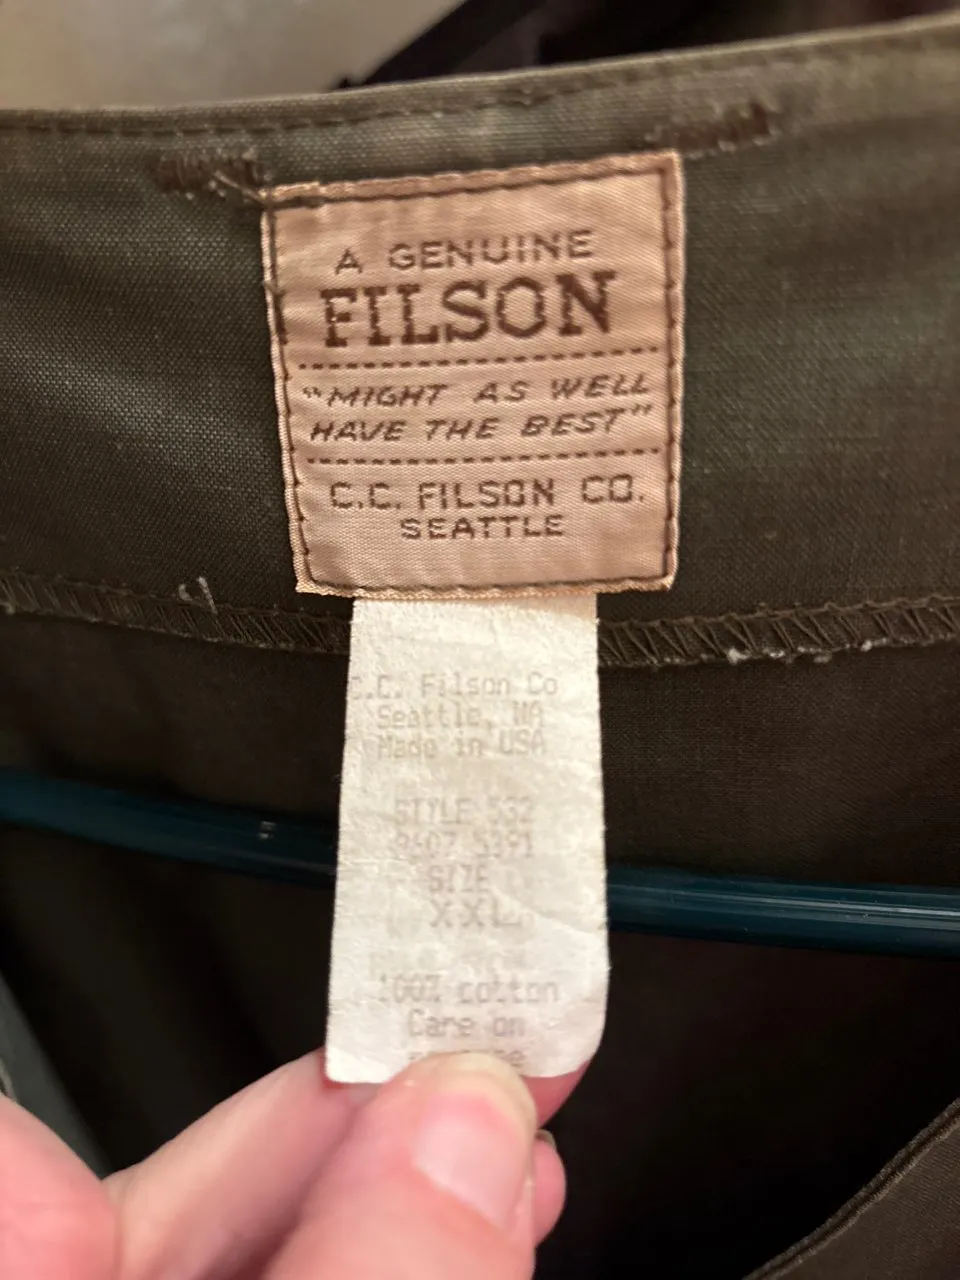 A GENUINE
FILSON
"MIGHT AS WELL
HAVE THE BEST"
C.C. FILSON CO.
SEATTLE
C.C. Filson Co
Seattle, WA
Made in USA
STYLE 532
9607 5391
SIZE
XXL
100% cotton
Care on